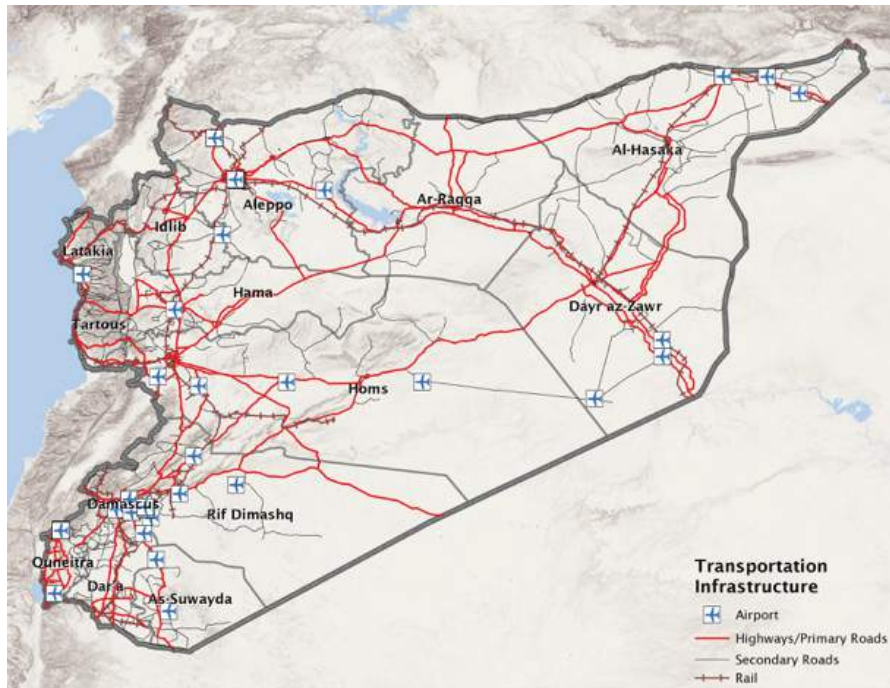 Al-Hasaka
Aleppo
Ar-Raqqa
Idlib
Latakia
Hama
Dayr az-Zawr
Tartous
Homs
Damascus
Rif Dimashq
Quneitra
Dar'a
As-Suwayda
Transportation
Infrastructure
Airport
Highways/Primary Roads
Secondary Roads
Rail